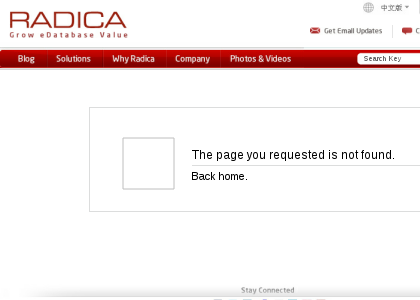 RADICA
Grow eDatabase Value
中文版
Get Email Updates
Blog Solutions Why Radica Company Photos & Videos
Search Key
The page you requested is not found.
Back home.
Stay Connected